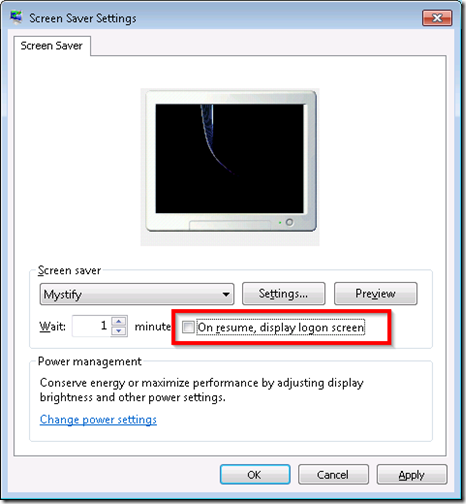 Screen Saver Settings
Screen Saver
Screen saver
Mystify
Settings...
Preview
Wait: 1 minute
On resume, display logon screen
Power management
Conserve energy or maximize performance by adjusting display
brightness and other power settings.
Change power settings
OK
Cancel
Apply